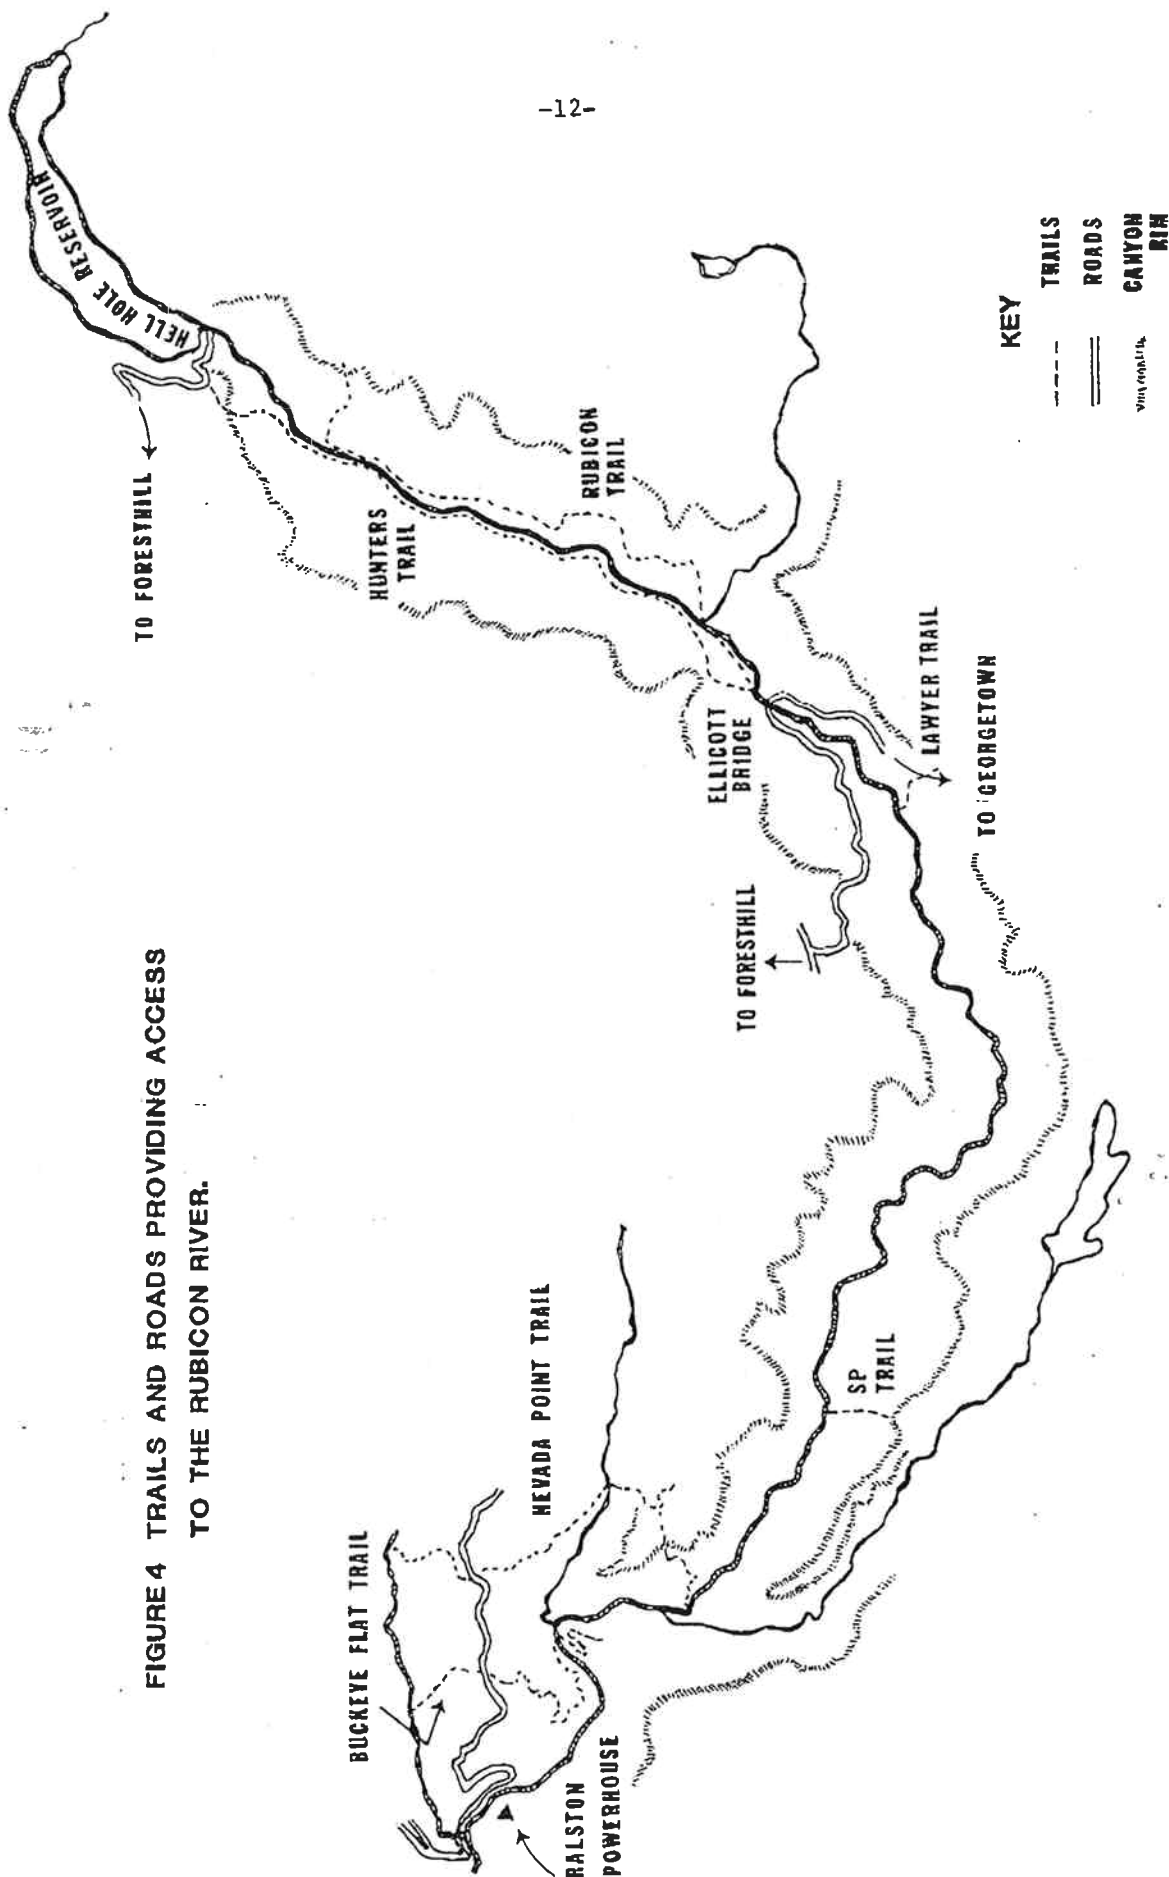 -12-
FIGURE 4 TRAILS AND ROADS PROVIDING ACCESS
TO THE RUBICON RIVER.
HELL HOLE RESERVOIR
TO FORESTHILL
HUNTERS
TRAIL
RUBICON
TRAIL
ELLICOTT
BRIDGE
LAWYER TRAIL
TO GEORGETOWN
TO FORESTHILL
NEVADA POINT TRAIL
SP
TRAIL
BUCKEYE FLAT TRAIL
RALSTON
POWERHOUSE
KEY
TRAILS
ROADS
CANYON
RIM